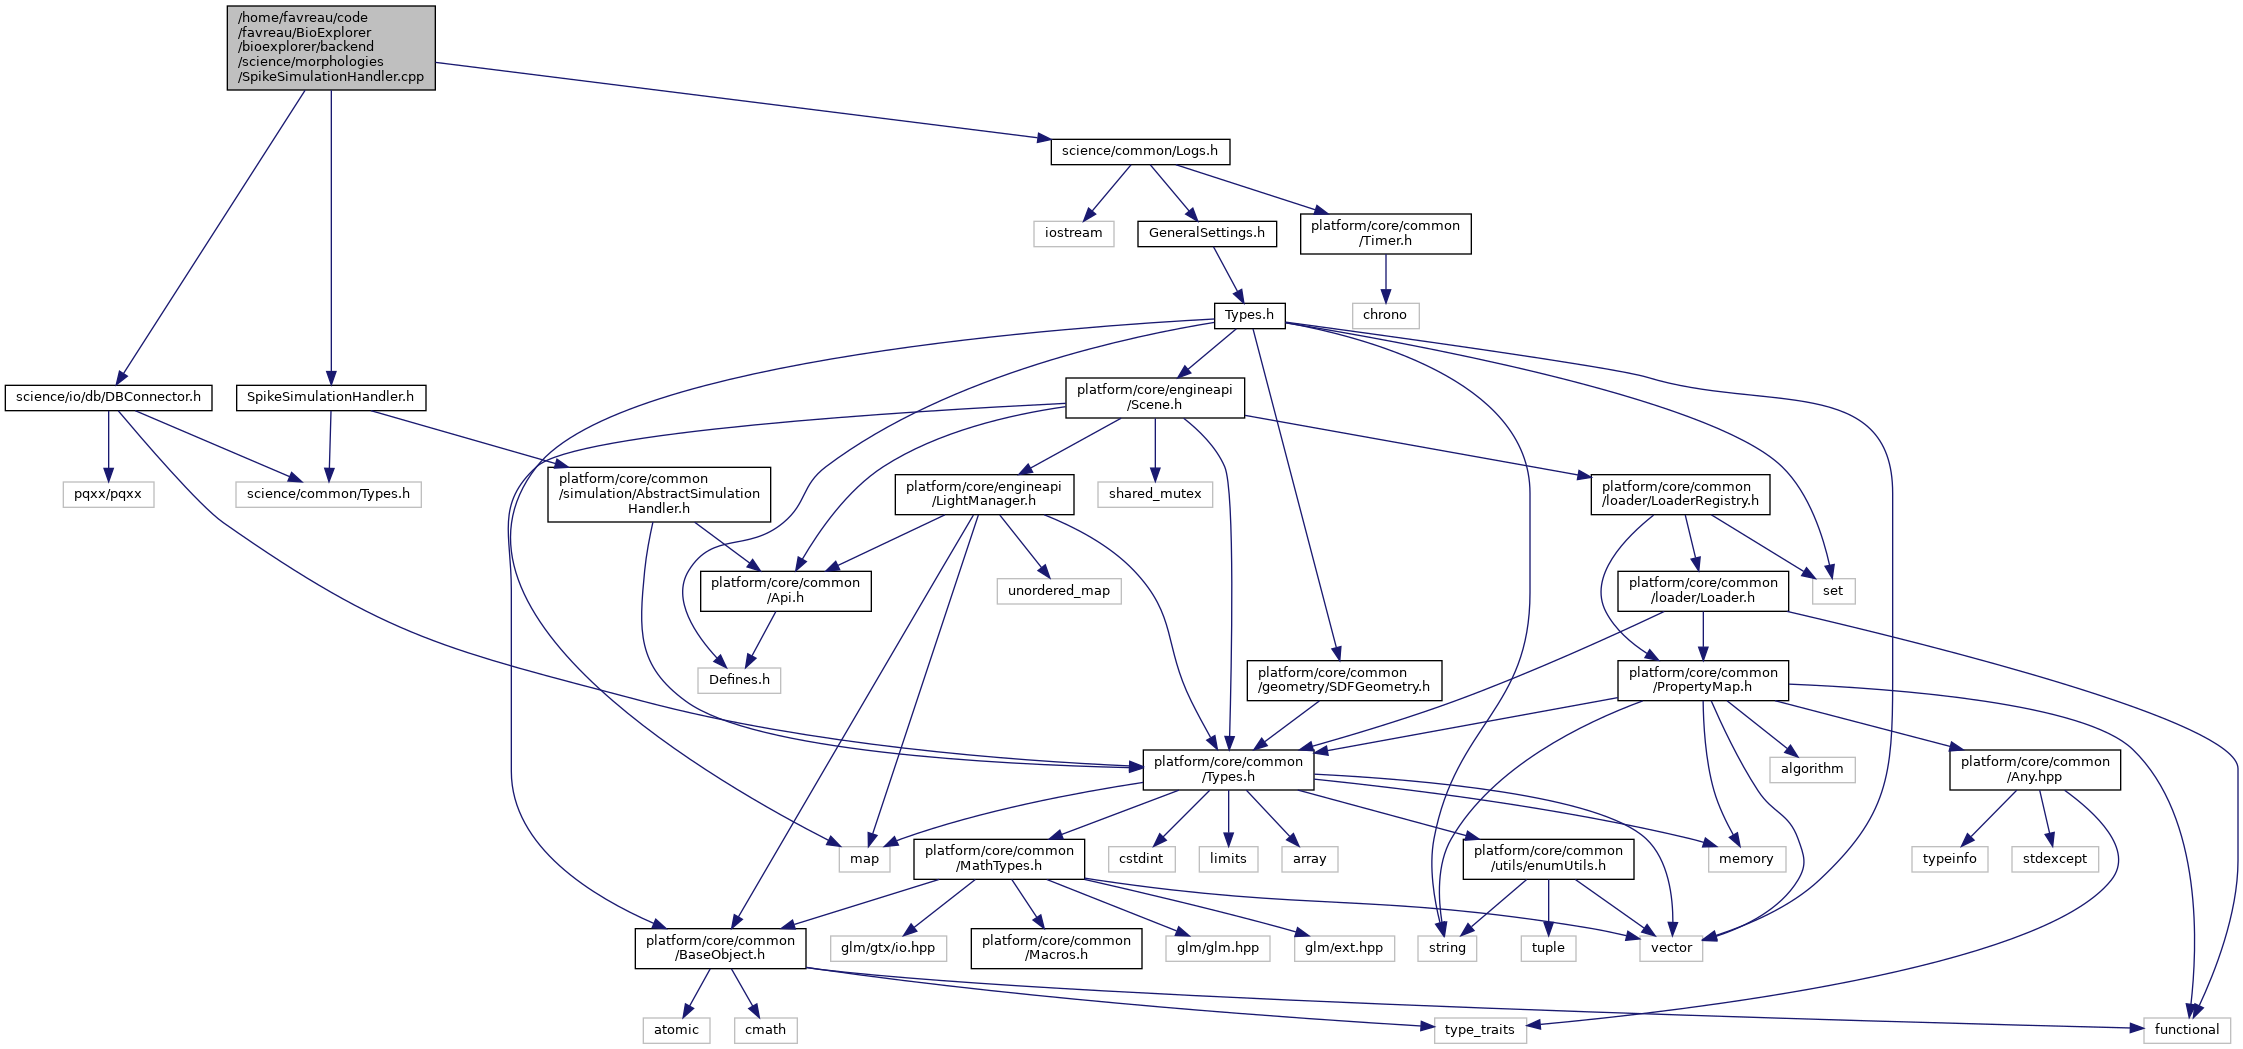 /home/favreau/code
/favreau/BioExplorer
/bioexplorer/backend
/science/morphologies
/SpikeSimulationHandler.cpp
science/common/Logs.h
iostream
GeneralSettings.h
platform/core/common
/Timer.h
Types.h
chrono
science/io/db/DBConnector.h
SpikeSimulationHandler.h
platform/core/engineapi
/Scene.h
pqxx/pqxx
science/common/Types.h
platform/core/common
/simulation/AbstractSimulation
Handler.h
platform/core/engineapi
/LightManager.h
shared_mutex
platform/core/common
/loader/LoaderRegistry.h
platform/core/common
/Api.h
unordered_map
platform/core/common
/loader/Loader.h
set
Defines.h
platform/core/common
/geometry/SDFGeometry.h
platform/core/common
/PropertyMap.h
platform/core/common
/Types.h
algorithm
platform/core/common
/Any.hpp
map
platform/core/common
/MathTypes.h
cstdint
limits
array
platform/core/common
/utils/enumUtils.h
memory
typeinfo
stdexcept
platform/core/common
/BaseObject.h
glm/gtx/io.hpp
platform/core/common
/Macros.h
glm/glm.hpp
glm/ext.hpp
string
tuple
vector
atomic
cmath
type_traits
functional